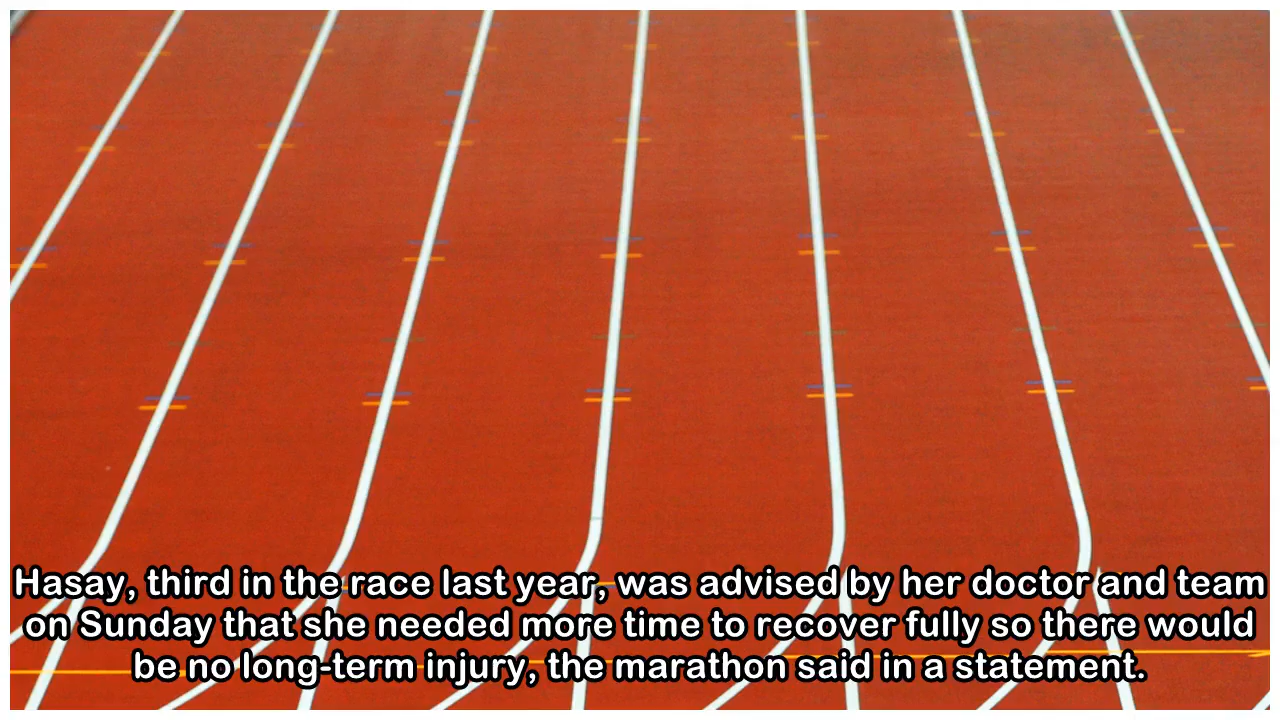 Hasay, third in the race last year, was advised by her doctor and team
on Sunday that she needed more time to recover fully so there would
be no long-term injury, the marathon said in a statement.